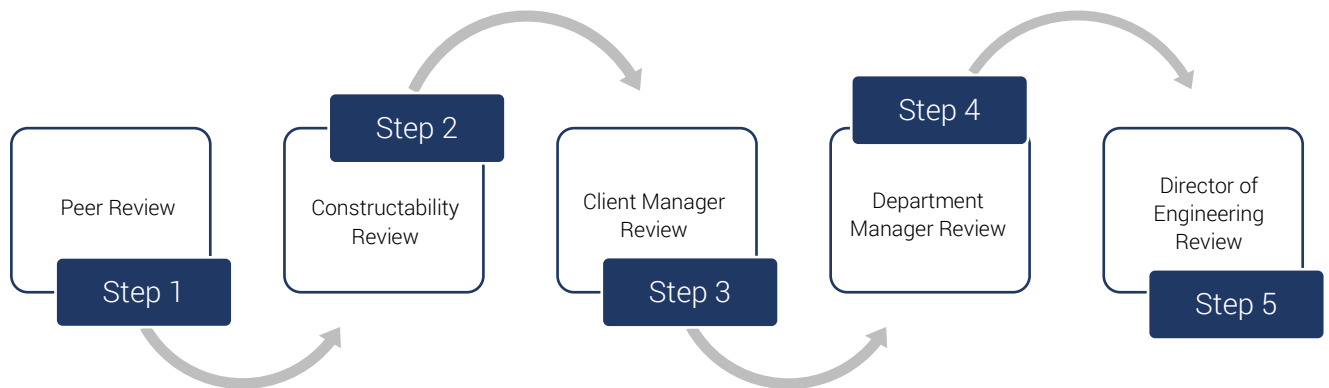 Peer Review
Step 1
Step 2
Constructability
Review
Client Manager
Review
Step 3
Step 4
Department
Manager Review
Director of
Engineering
Review
Step 5